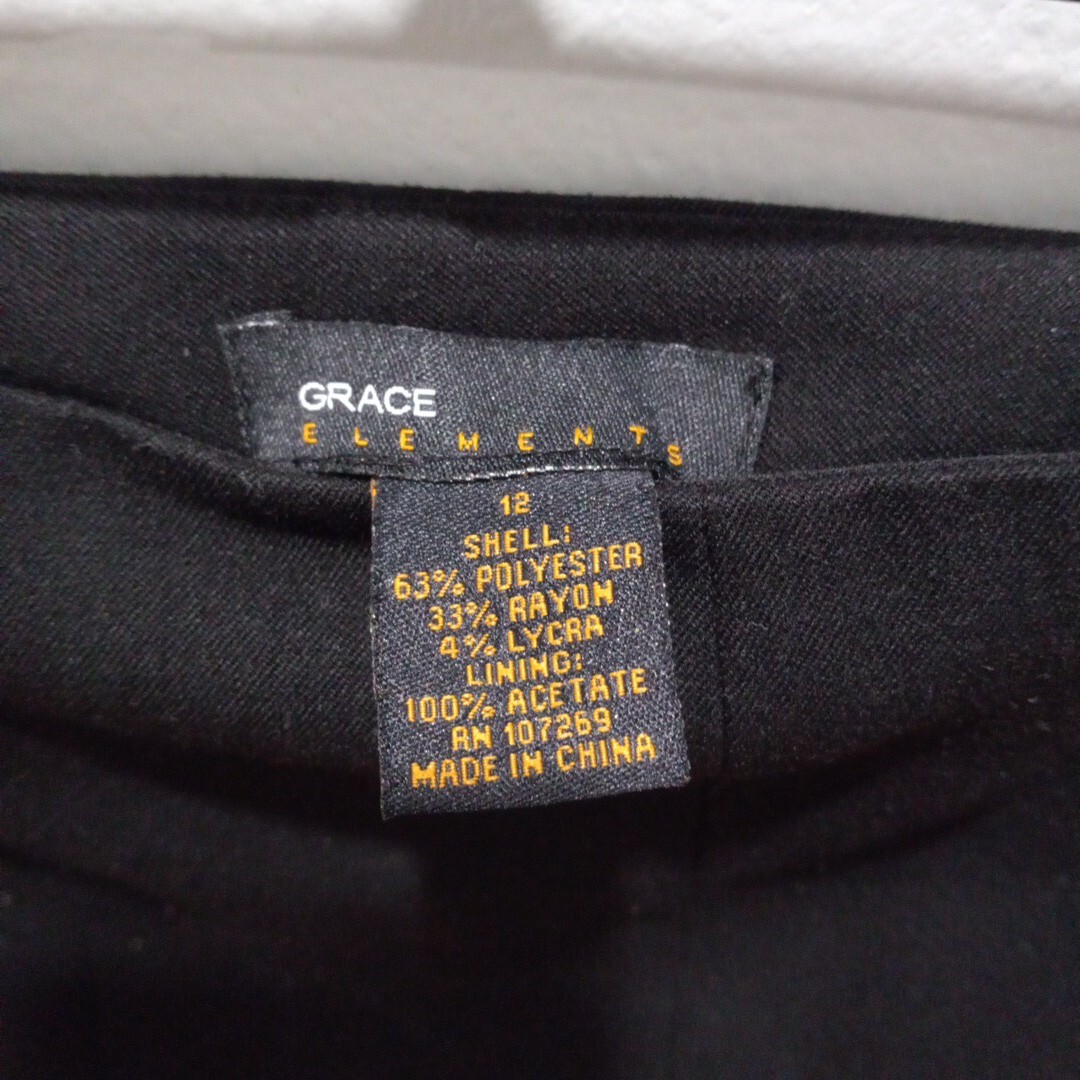 GRACE
ELEMENTS
12
SHELL:
63% POLYESTER
33% RAYON
4% LYCRA
LINING:
100% ACETATE
RN 107269
MADE IN CHINA